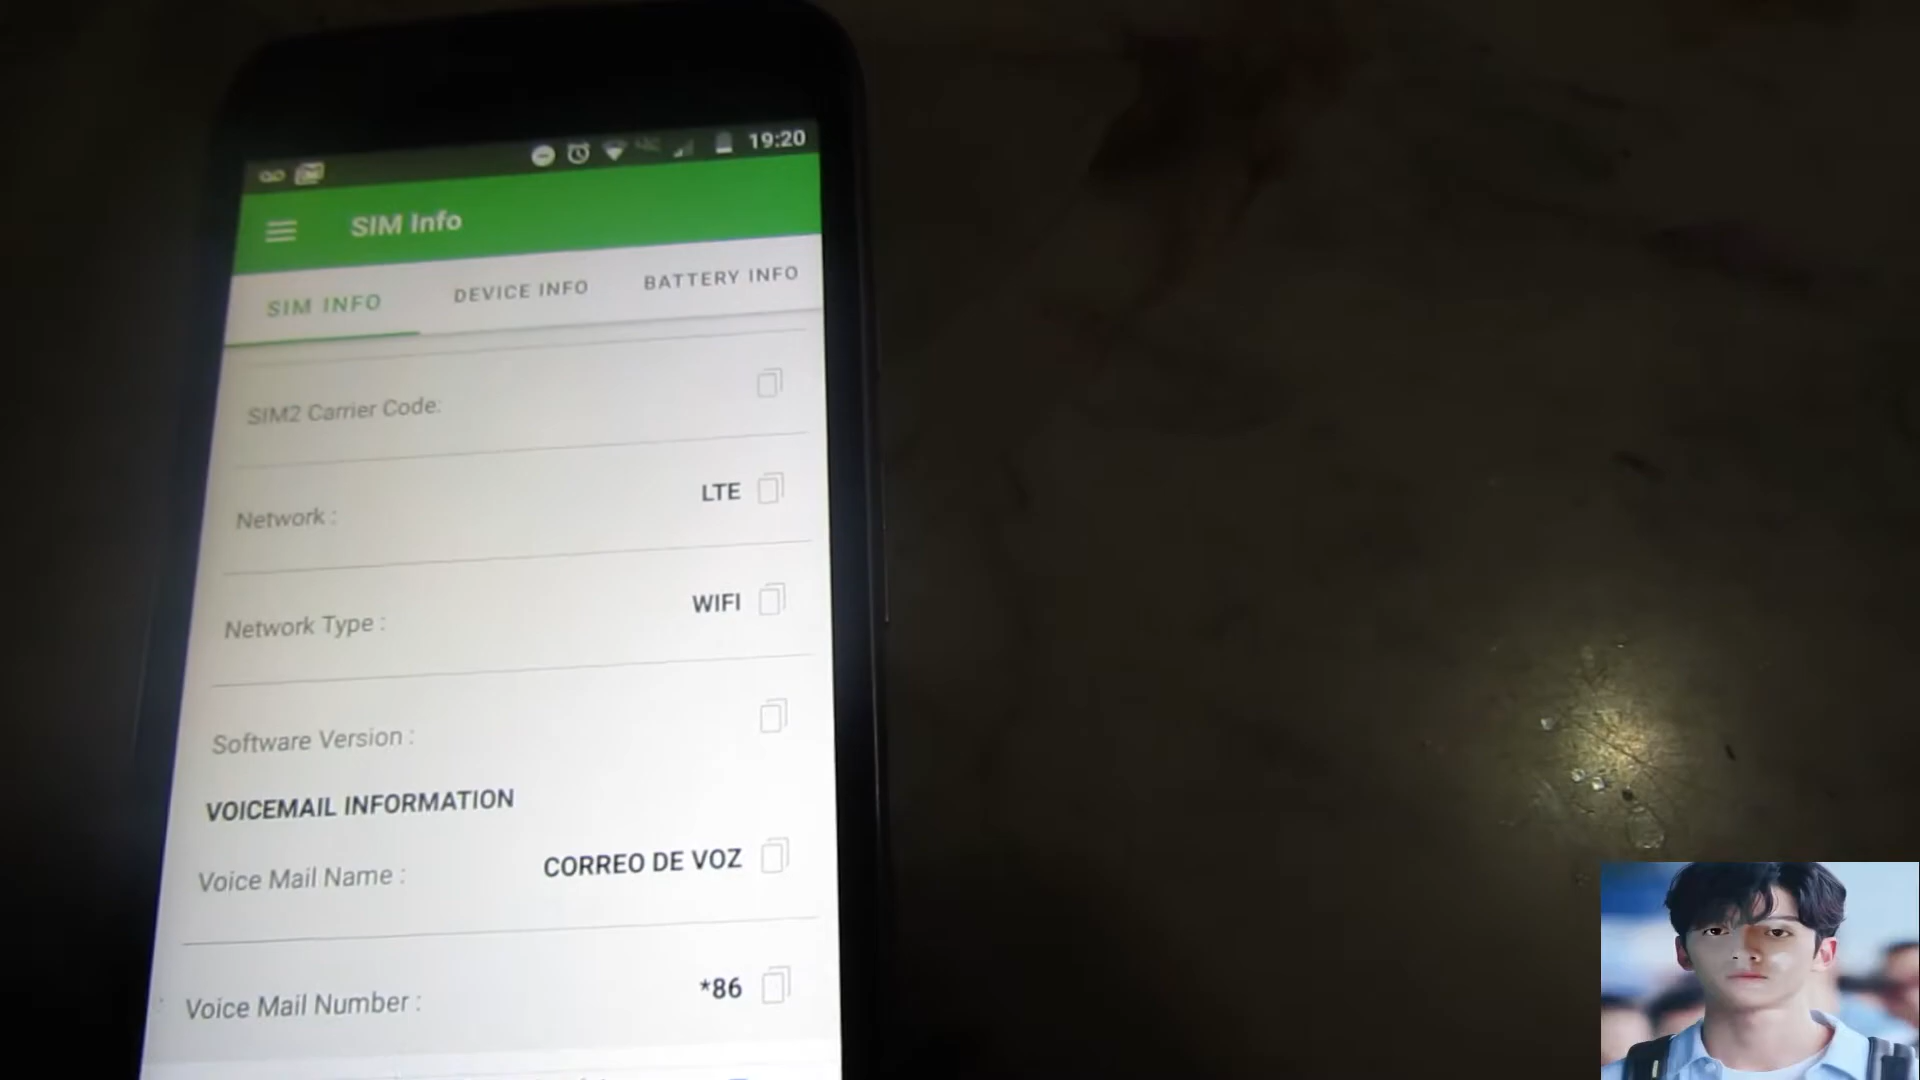 19:20
SIM Info
SIM INFO DEVICE INFO BATTERY INFO
SIM2 Carrier Code:
Network : LTE
Network Type : WIFI
Software Version :
VOICEMAIL INFORMATION
Voice Mail Name : CORREO DE VOZ
Voice Mail Number : *86